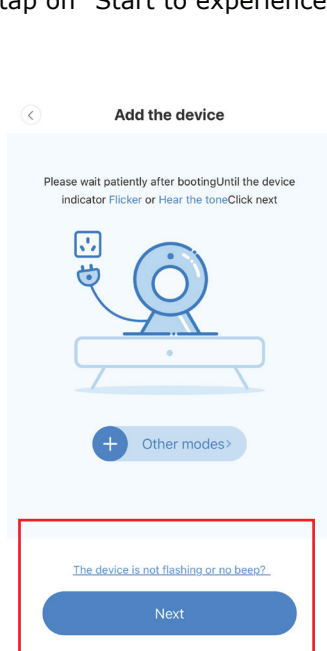 tap on "Start to experience
Add the device
Please wait patiently after bootingUntil the device
indicator Flicker or Hear the toneClick next
Other modes>
The device is not flashing or no beep?
Next